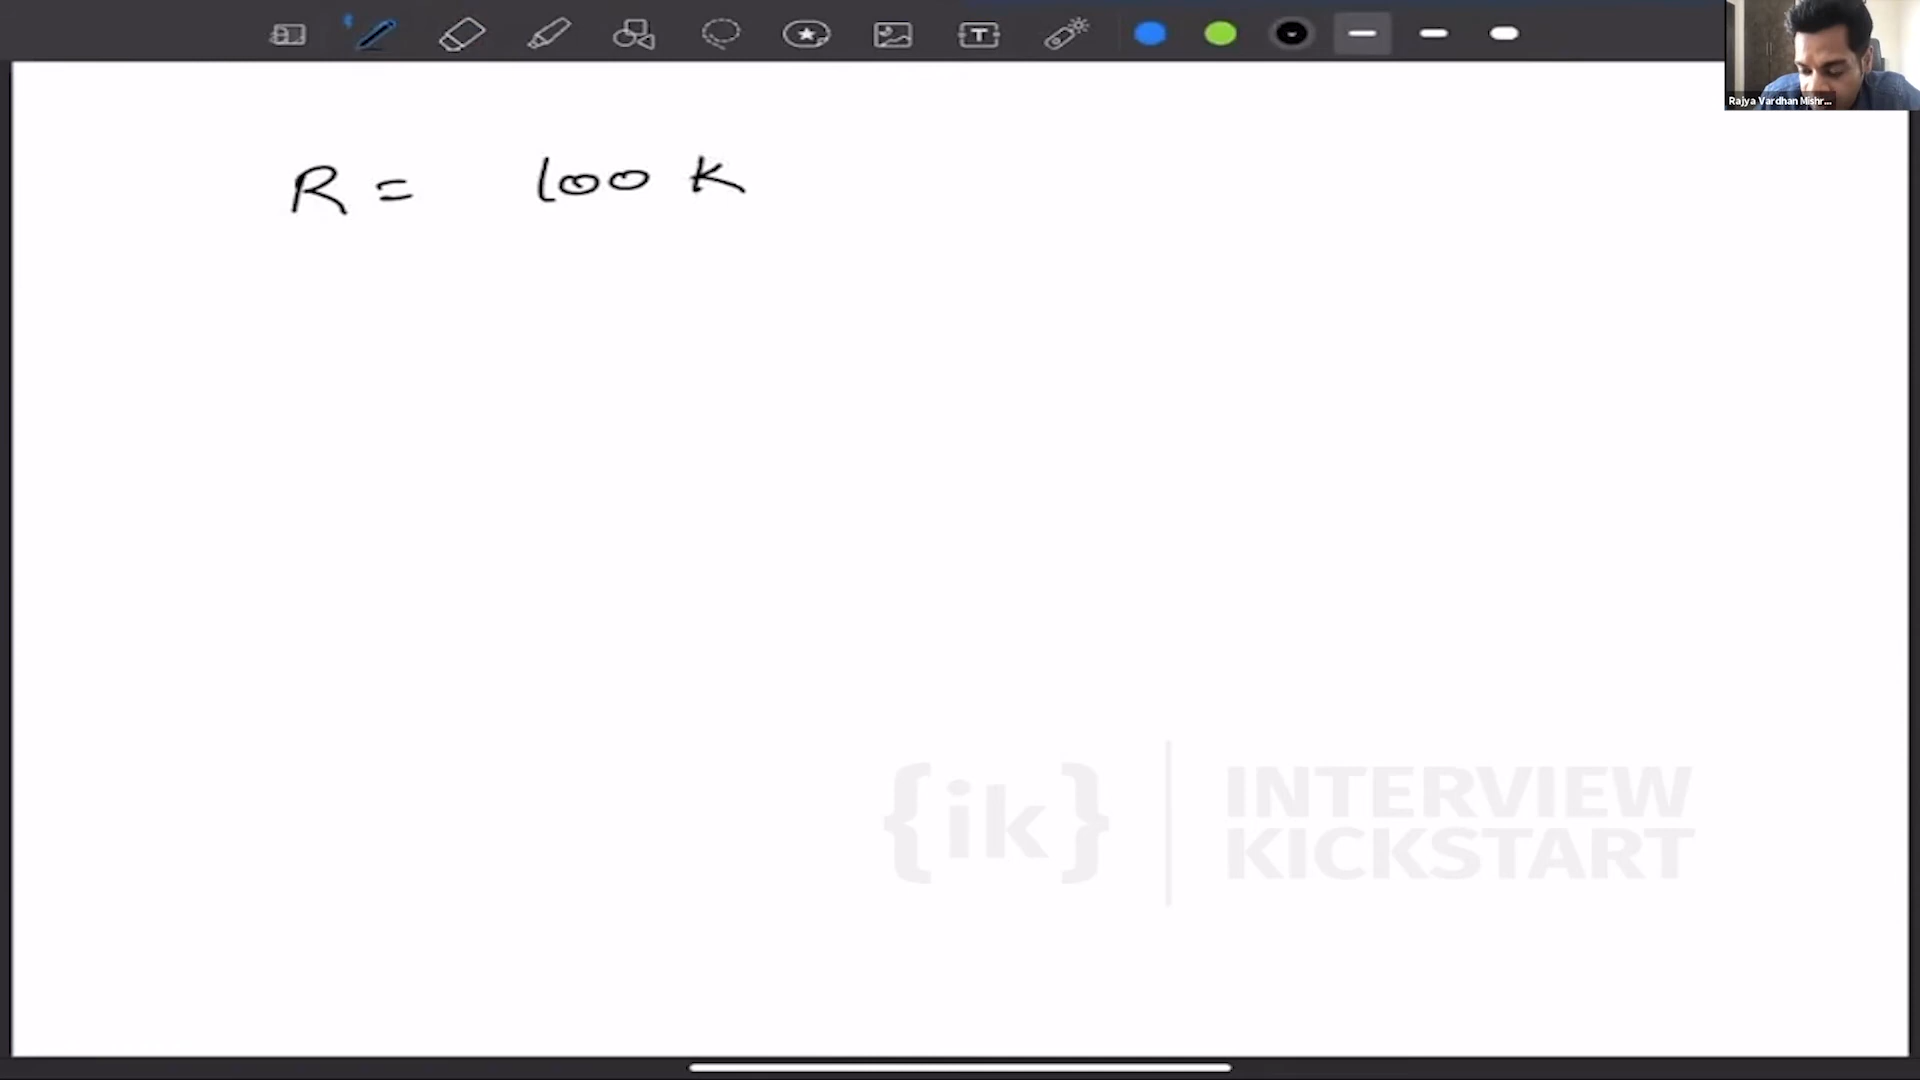 Rajya Vardhan Mishr...
R = 100 K
{ik} INTERVIEW
KICKSTART